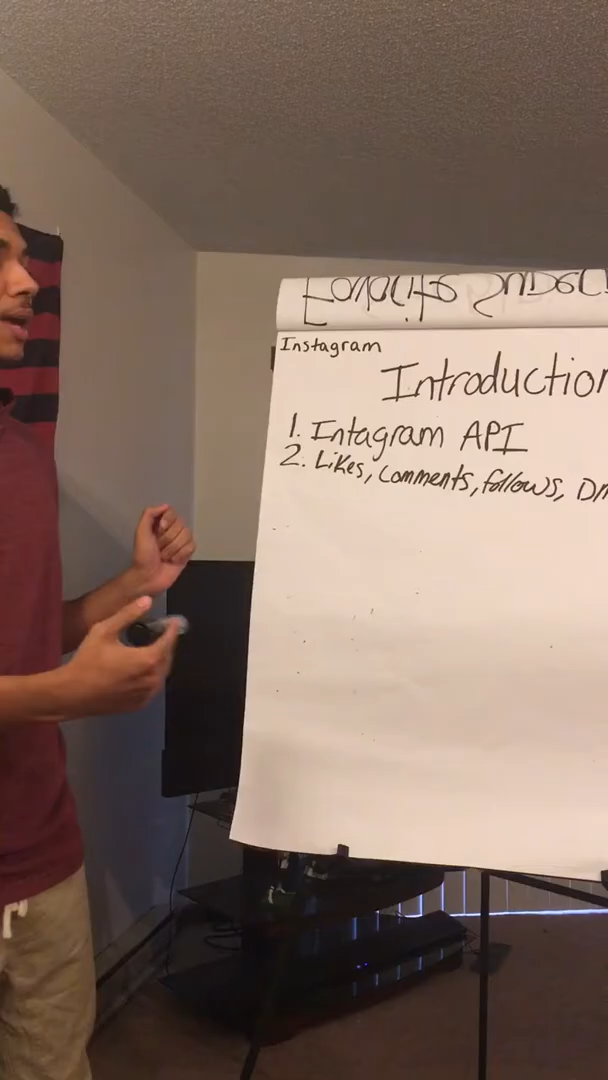 Instagram
Introduction
1. Intagram API
2. Likes, Comments, follows, DM